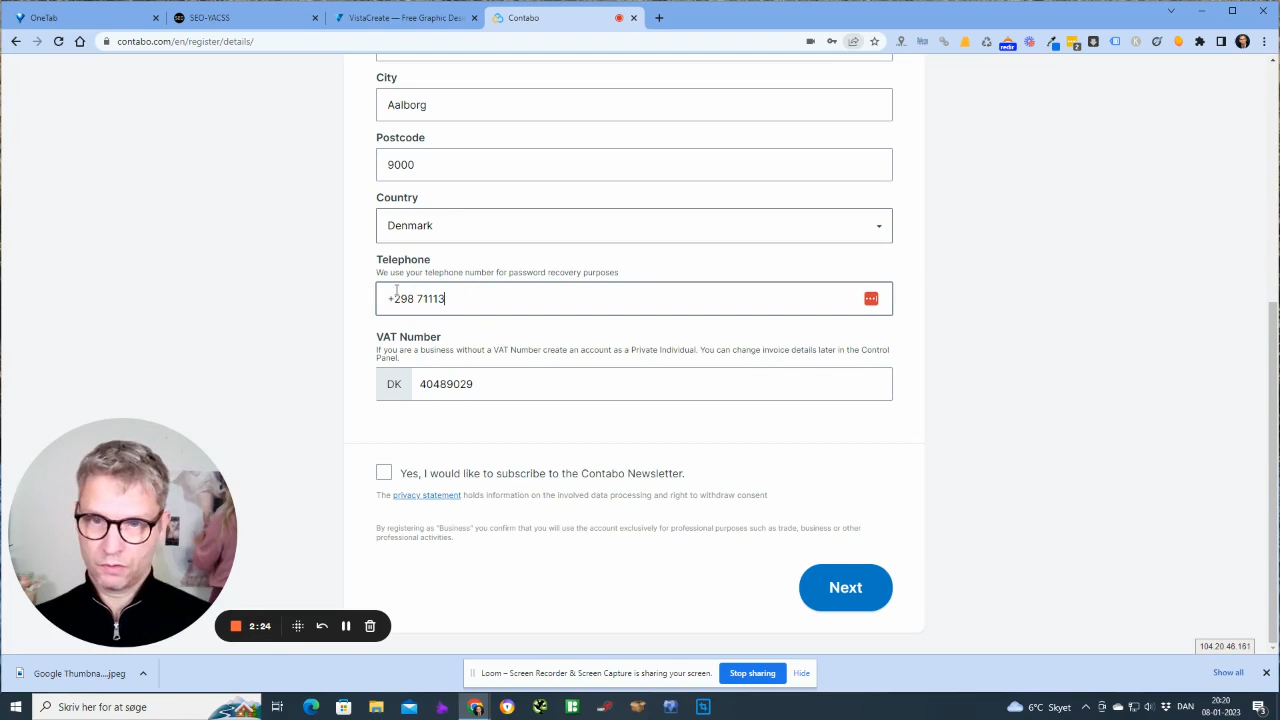 OneTab
SEO-YACSS
VistaCreate — Free Graphic Des
Contabo
contabo.com/en/register/details/
redir
2
City
Aalborg
Postcode
9000
Country
Denmark
Telephone
We use your telephone number for password recovery purposes
+298 71113
VAT Number
If you are a business without a VAT Number create an account as a Private Individual. You can change invoice details later in the Control
Panel.
DK 40489029
Yes, I would like to subscribe to the Contabo Newsletter.
The privacy statement holds information on the involved data processing and right to withdraw consent
By registering as "Business" you confirm that you will use the account exclusively for professional purposes such as trade, business or other
professional activities.
Next
2:24
104.20.46.161
Google Thumbna....jpeg
Loom – Screen Recorder & Screen Capture is sharing your screen.
Stop sharing
Hide
Show all
Skriv her for at søge
6°C Skyet
DAN
20:20
08-01-2023